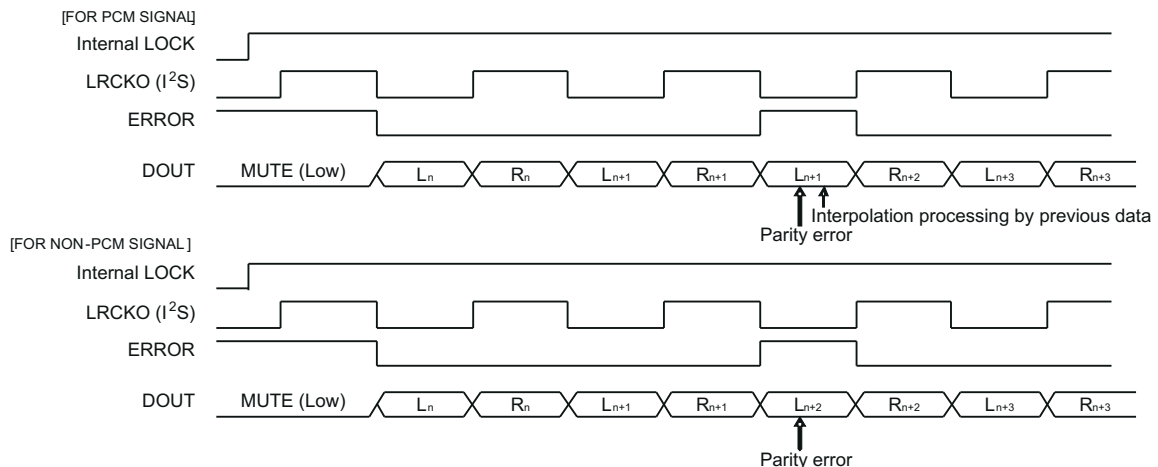 [FOR PCM SIGNAL]
Internal LOCK
LRCKO (I²S)
ERROR
DOUT MUTE (Low) Ln Rn Ln+1 Rn+1 Ln+1 Rn+2 Ln+3 Rn+3
Interpolation processing by previous data
Parity error
[FOR NON-PCM SIGNAL]
Internal LOCK
LRCKO (I²S)
ERROR
DOUT MUTE (Low) Ln Rn Ln+1 Rn+1 Ln+2 Rn+2 Ln+3 Rn+3
Parity error